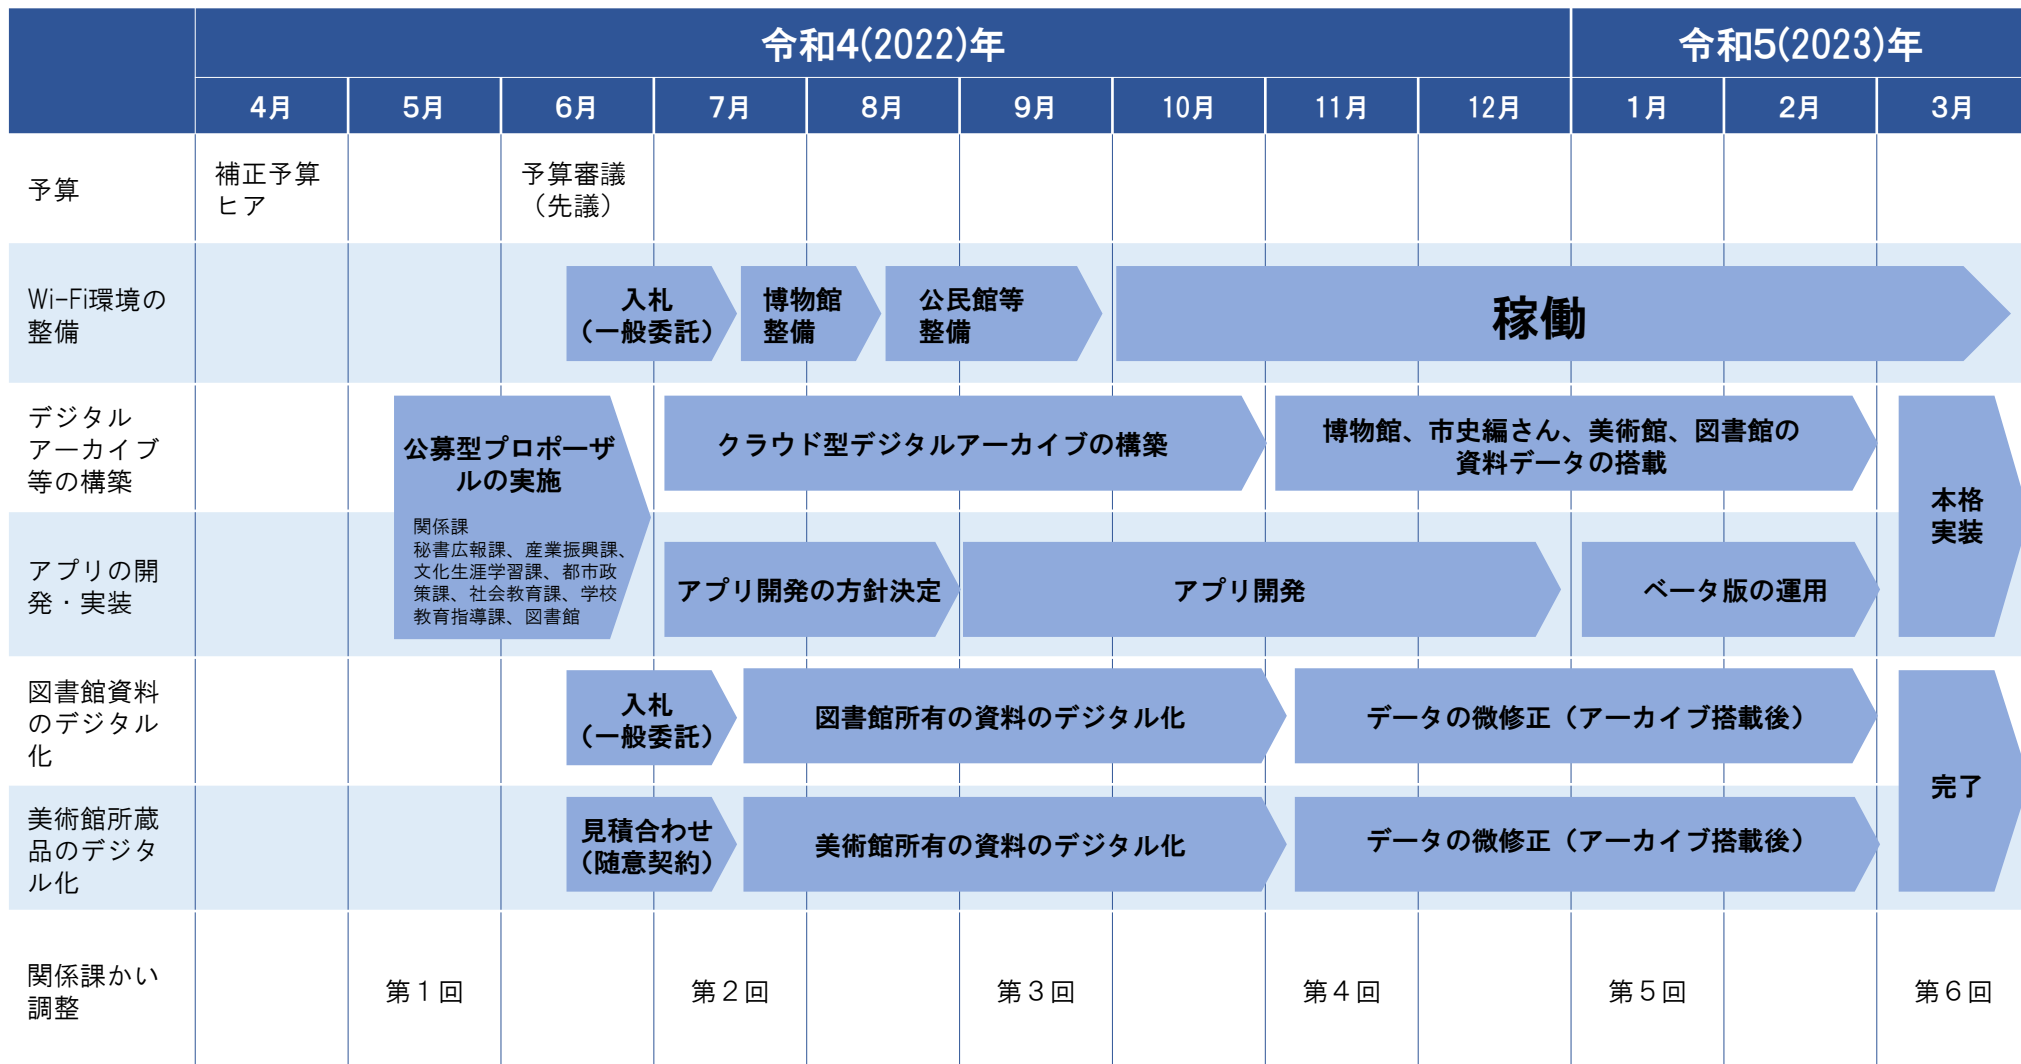 令和4(2022)年
令和5(2023)年
4月
5月
6月
7月
8月
9月
10月
11月
12月
1月
2月
3月
予算
補正予算
ヒア
予算審議
（先議）
Wi-Fi環境の
整備
入札
（一般委託）
博物館
整備
公民館等
整備
稼働
デジタル
アーカイブ
等の構築
公募型プロポーザ
ルの実施
関係課
秘書広報課、産業振興課、
文化生涯学習課、都市政
策課、社会教育課、学校
教育指導課、図書館
クラウド型デジタルアーカイブの構築
博物館、市史編さん、美術館、図書館の
資料データの搭載
本格
実装
アプリの開
発・実装
アプリ開発の方針決定
アプリ開発
ベータ版の運用
図書館資料
のデジタル
化
入札
（一般委託）
図書館所有の資料のデジタル化
データの微修正（アーカイブ搭載後）
完了
美術館所蔵
品のデジタ
ル化
見積合わせ
（随意契約）
美術館所有の資料のデジタル化
データの微修正（アーカイブ搭載後）
関係課かい
調整
第１回
第２回
第３回
第４回
第５回
第６回